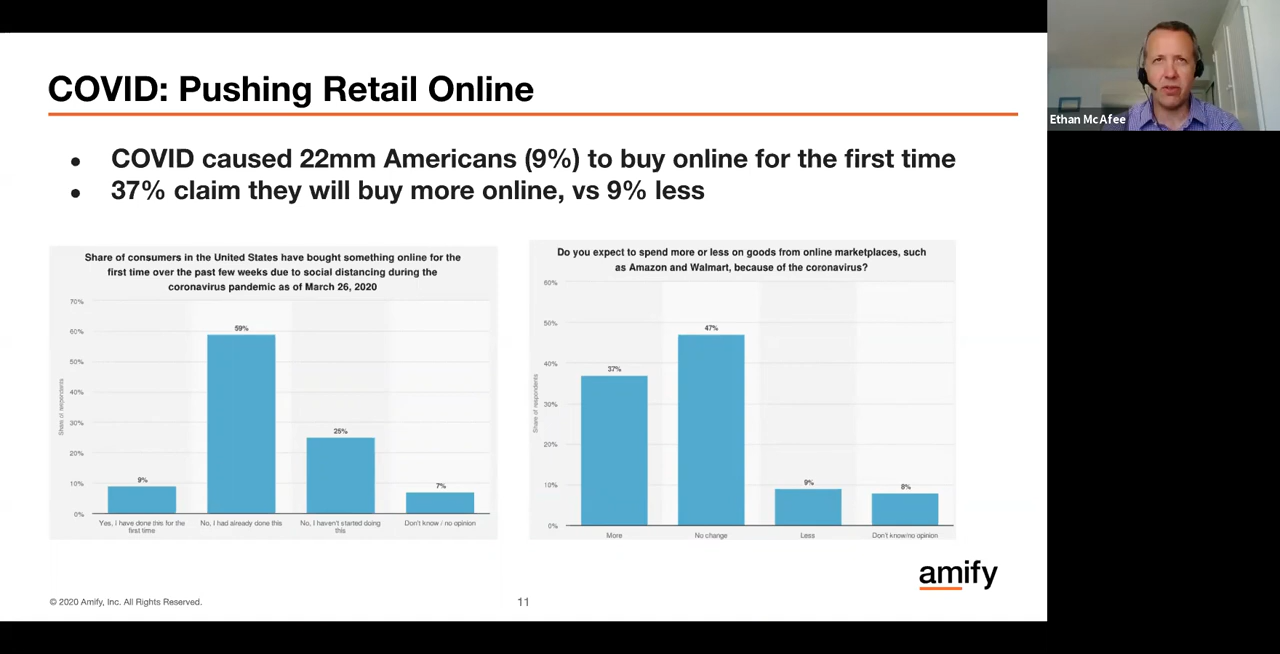 COVID: Pushing Retail Online
Ethan McAfee
• COVID caused 22mm Americans (9%) to buy online for the first time
• 37% claim they will buy more online, vs 9% less
Share of consumers in the United States have bought something online for the
first time over the past few weeks due to social distancing during the
coronavirus pandemic as of March 26, 2020
70%
60%
50%
40%
30%
20%
10%
0%
Share of respondents
9%
59%
25%
7%
Yes, I have done this for the
first time
No, I had already done this
No, I haven't started doing
this
Don't know / no opinion
Do you expect to spend more or less on goods from online marketplaces, such
as Amazon and Walmart, because of the coronavirus?
60%
50%
40%
30%
20%
10%
0%
Share of respondents
37%
47%
9%
8%
More
No change
Less
Don't know/no opinion
amify
© 2020 Amify, Inc. All Rights Reserved.
11